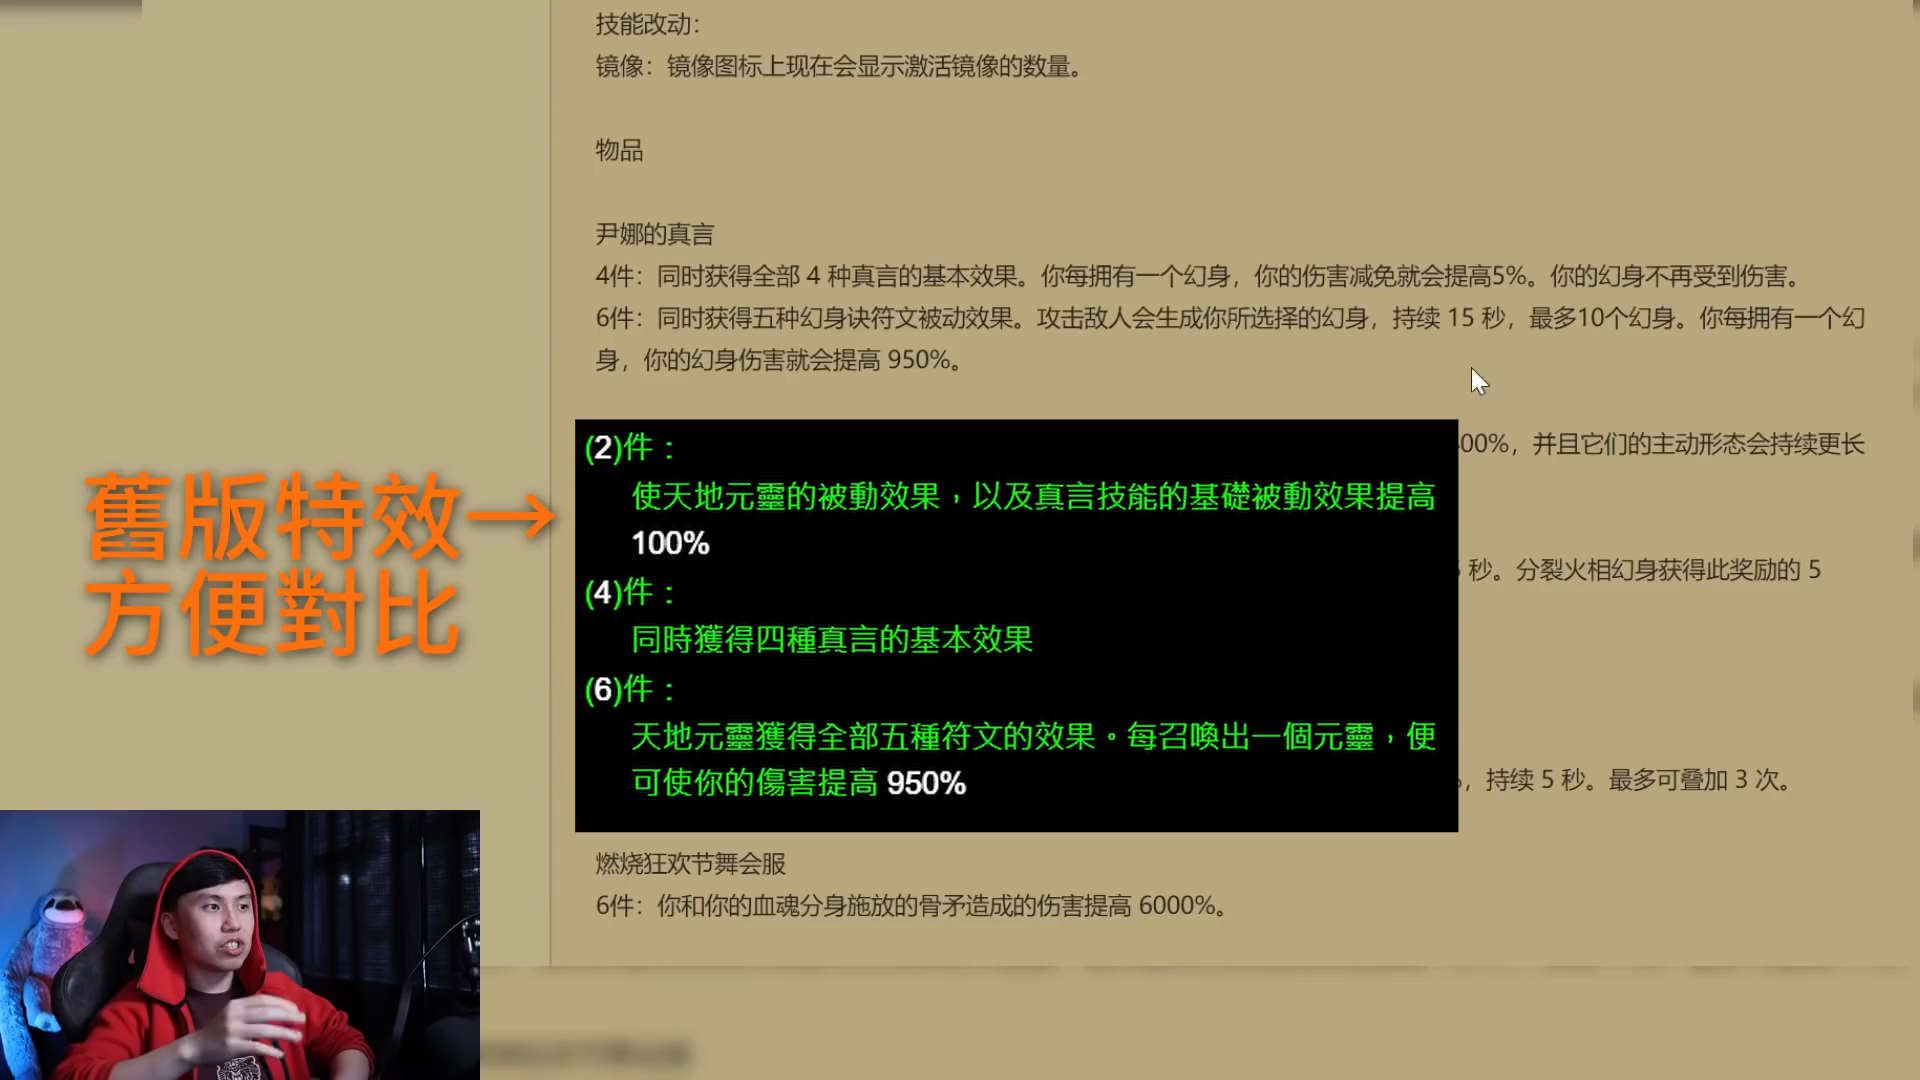 技能改动：
镜像：镜像图标上现在会显示激活镜像的数量。
物品
尹娜的真言
4件：同时获得全部 4 种真言的基本效果。你每拥有一个幻身，你的伤害减免就会提高5%。你的幻身不再受到伤害。
6件：同时获得五种幻身诀符文被动效果。攻击敌人会生成你所选择的幻身，持续 15 秒，最多10个幻身。你每拥有一个幻
身，你的幻身伤害就会提高 950%。
00%，并且它们的主动形态会持续更长
秒。分裂火相幻身获得此奖励的 5
，持续 5 秒。最多可叠加 3 次。
舊版特效→
方便對比
(2)件：
使天地元靈的被動效果，以及真言技能的基礎被動效果提高
100%
(4)件：
同時獲得四種真言的基本效果
(6)件：
天地元靈獲得全部五種符文的效果。每召喚出一個元靈，便
可使你的傷害提高 950%
燃烧狂欢节舞会服
6件：你和你的血魂分身施放的骨矛造成的伤害提高 6000%。